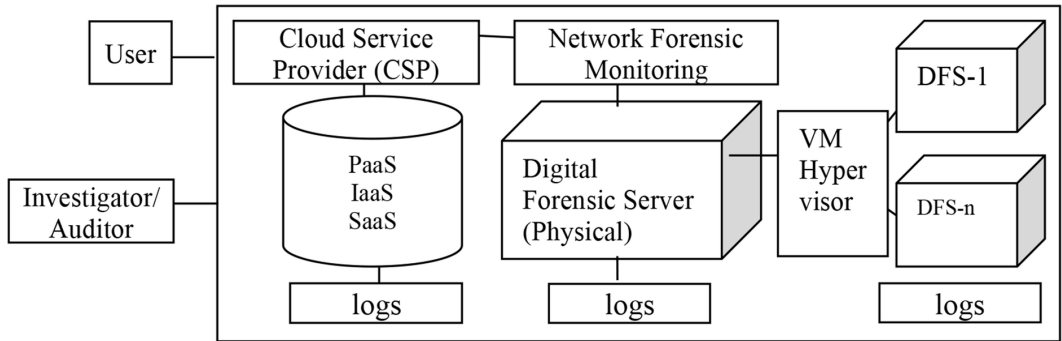 User
Investigator/
Auditor
Cloud Service
Provider (CSP)
Network Forensic
Monitoring
PaaS
IaaS
SaaS
Digital
Forensic Server
(Physical)
VM
Hyper
visor
DFS-1
DFS-n
logs
logs
logs